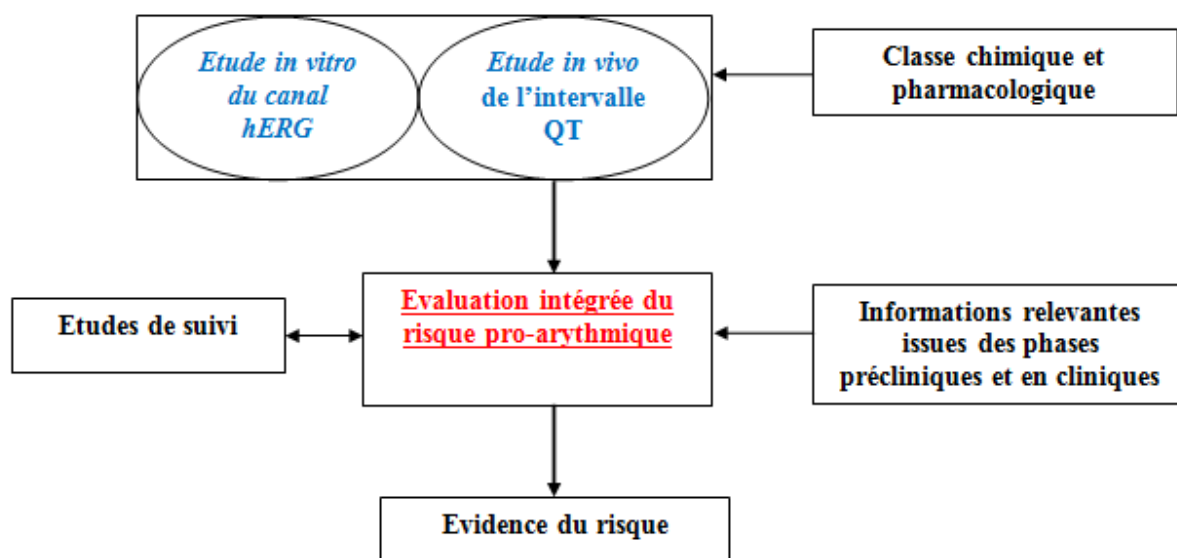 Etude in vitro
du canal
hERG
Etude in vivo
de l'intervalle
QT
Classe chimique et
pharmacologique
Etudes de suivi
Evaluation intégrée du
risque pro-arythmique
Informations relevantes
issues des phases
précliniques et en cliniques
Evidence du risque